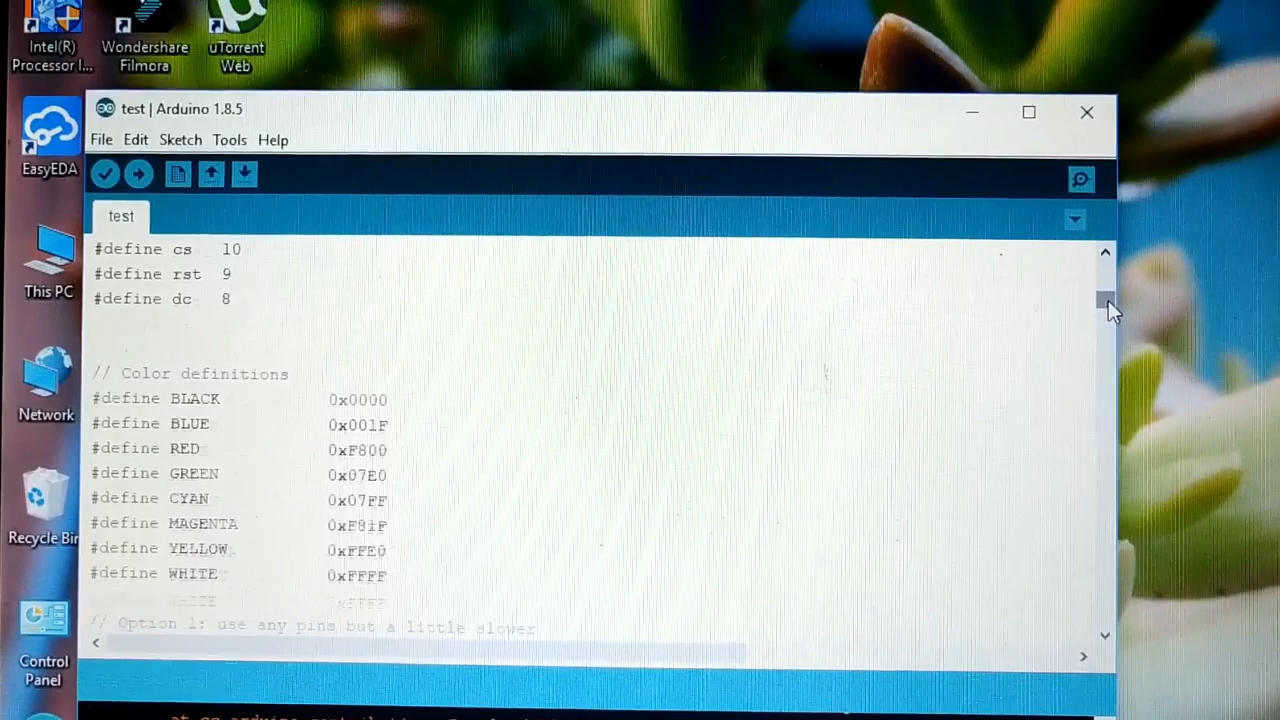 Intel(R)
Processor I...
Wondershare
Filmora
uTorrent
Web
EasyEDA
This PC
Network
Recycle Bin
Control
Panel
test | Arduino 1.8.5
File Edit Sketch Tools Help
test
#define cs 10
#define rst 9
#define dc 8
// Color definitions
#define BLACK 0x0000
#define BLUE 0x001F
#define RED 0xF800
#define GREEN 0x07E0
#define CYAN 0x07FF
#define MAGENTA 0xF81F
#define YELLOW 0xFFE0
#define WHITE 0xFFFF
// Option 1: use any pins but a little slower